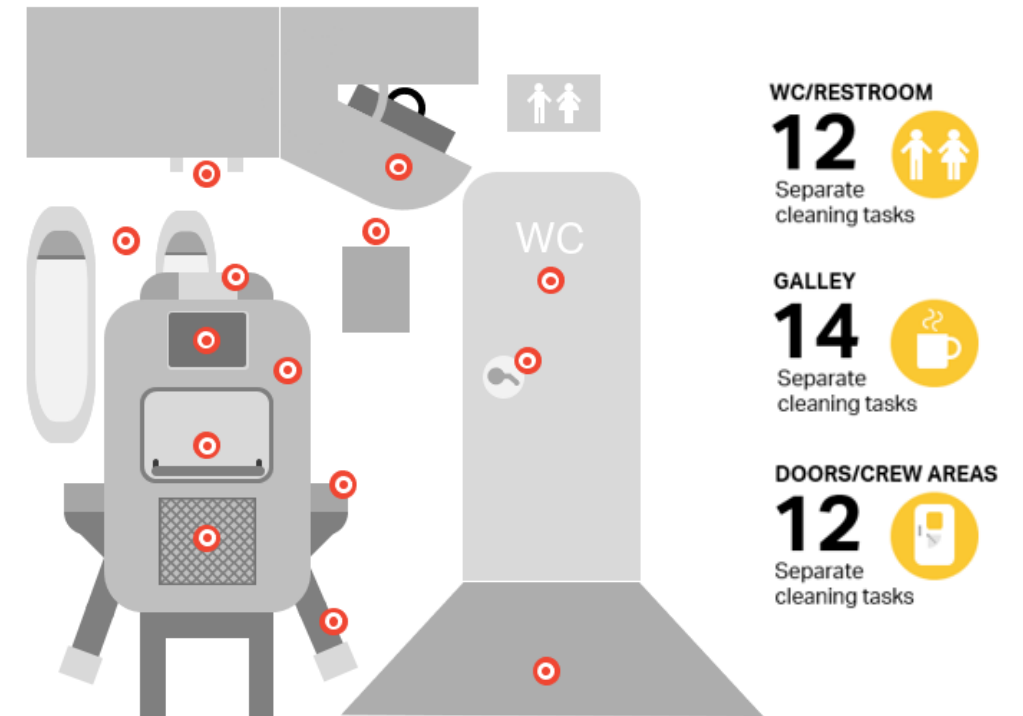 WC
WC/RESTROOM
12
Separate
cleaning tasks
GALLEY
14
Separate
cleaning tasks
DOORS/CREW AREAS
12
Separate
cleaning tasks